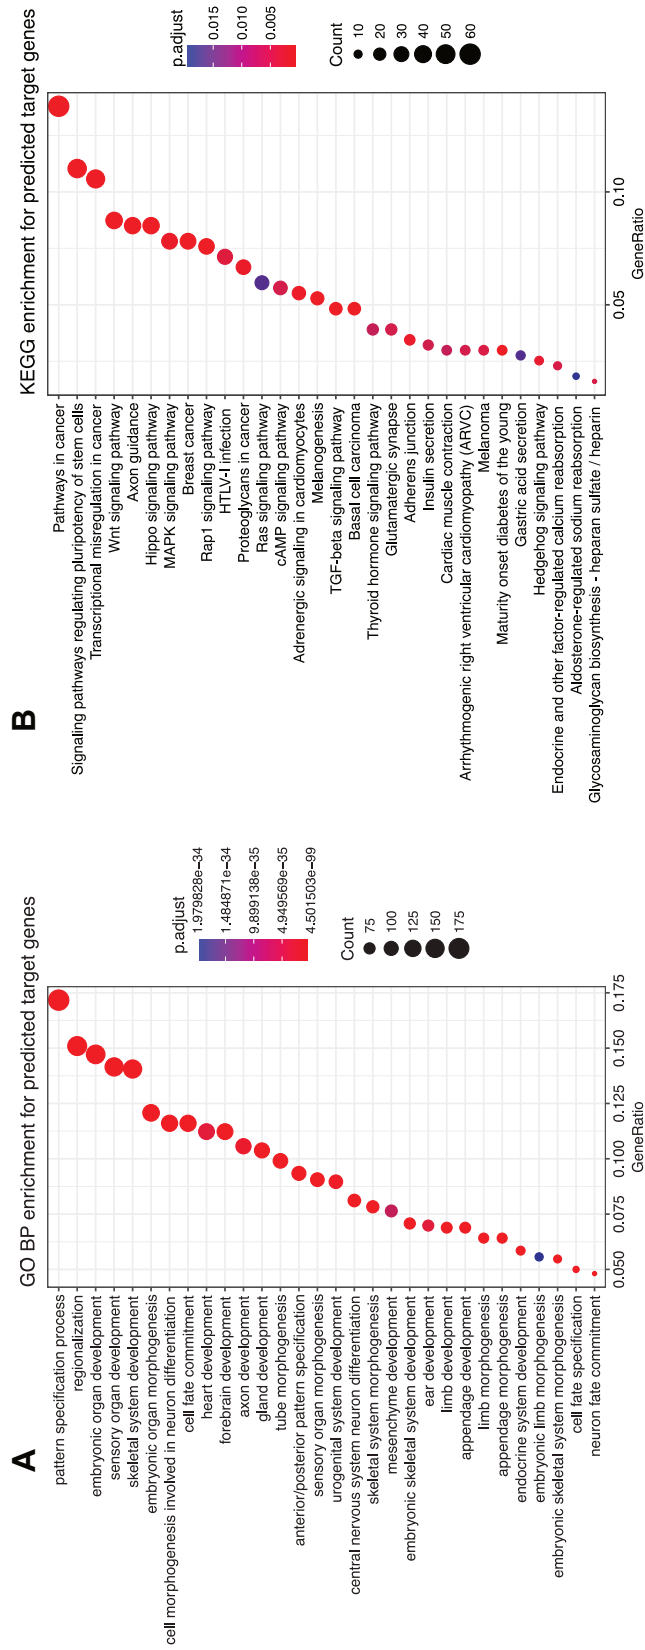 A
GO BP enrichment for predicted target genes
pattern specification process
regionalization
embryonic organ development
sensory organ development
skeletal system development
embryonic organ morphogenesis
cell morphogenesis involved in neuron differentiation
cell fate commitment
heart development
forebrain development
axon development
gland development
tube morphogenesis
anterior/posterior pattern specification
sensory organ morphogenesis
urogenital system development
central nervous system neuron differentiation
skeletal system morphogenesis
mesenchyme development
embryonic skeletal system development
ear development
limb development
appendage development
limb morphogenesis
appendage morphogenesis
endocrine system development
embryonic limb morphogenesis
embryonic skeletal system morphogenesis
cell fate specification
neuron fate commitment
0.050
0.075
0.100
0.125
0.150
0.175
GeneRatio
p.adjust
1.979828e−34
1.484871e−34
9.899138e−35
4.949569e−35
4.501503e−99
Count
75
100
125
150
175
B
KEGG enrichment for predicted target genes
Pathways in cancer
Signaling pathways regulating pluripotency of stem cells
Transcriptional misregulation in cancer
Wnt signaling pathway
Axon guidance
Hippo signaling pathway
MAPK signaling pathway
Breast cancer
Rap1 signaling pathway
HTLV-I infection
Proteoglycans in cancer
Ras signaling pathway
cAMP signaling pathway
Adrenergic signaling in cardiomyocytes
Melanogenesis
TGF-beta signaling pathway
Basal cell carcinoma
Thyroid hormone signaling pathway
Glutamatergic synapse
Adherens junction
Insulin secretion
Cardiac muscle contraction
Arrhythmogenic right ventricular cardiomyopathy (ARVC)
Melanoma
Maturity onset diabetes of the young
Gastric acid secretion
Hedgehog signaling pathway
Endocrine and other factor-regulated calcium reabsorption
Aldosterone-regulated sodium reabsorption
Glycosaminoglycan biosynthesis - heparan sulfate / heparin
0.05
0.10
GeneRatio
p.adjust
0.015
0.010
0.005
Count
10
20
30
40
50
60